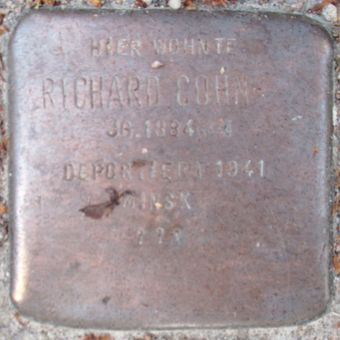 HIER WOHNTE
RICHARD COHN
JG. 1884
DEPORTIERT 1941
MINSK
???